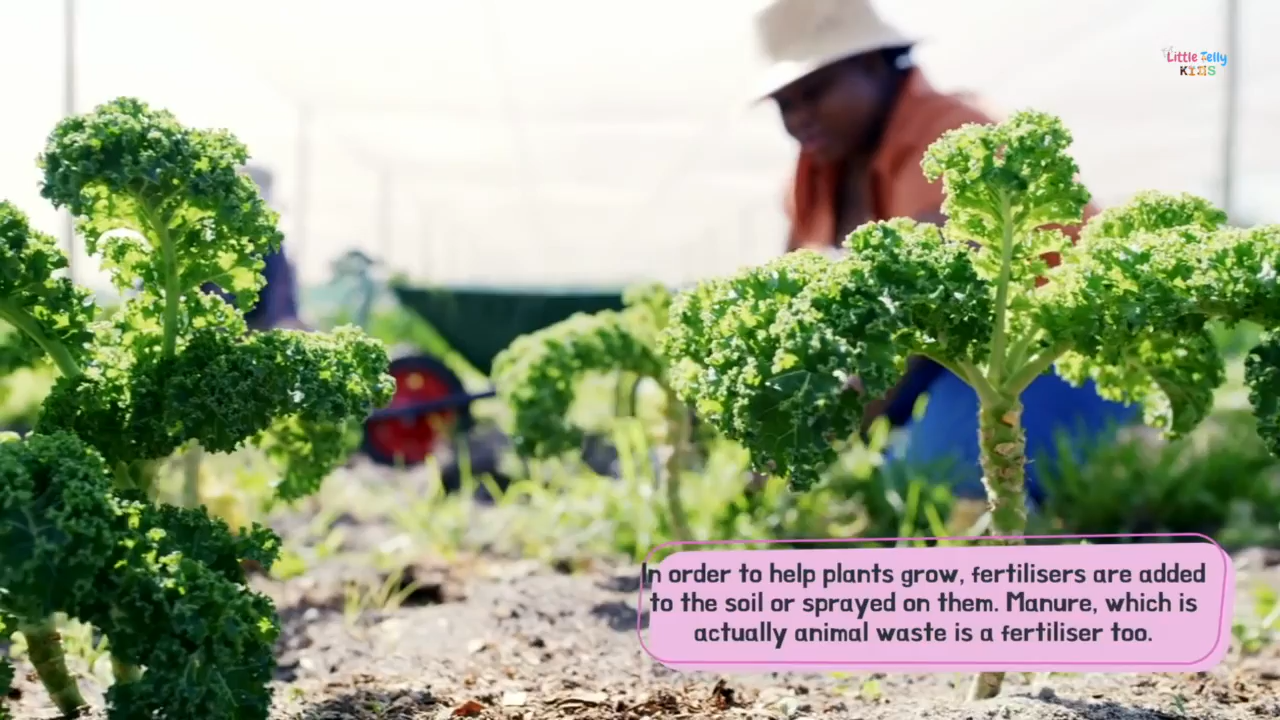 Little Telly
KIDS
In order to help plants grow, fertilisers are added
to the soil or sprayed on them. Manure, which is
actually animal waste is a fertiliser too.